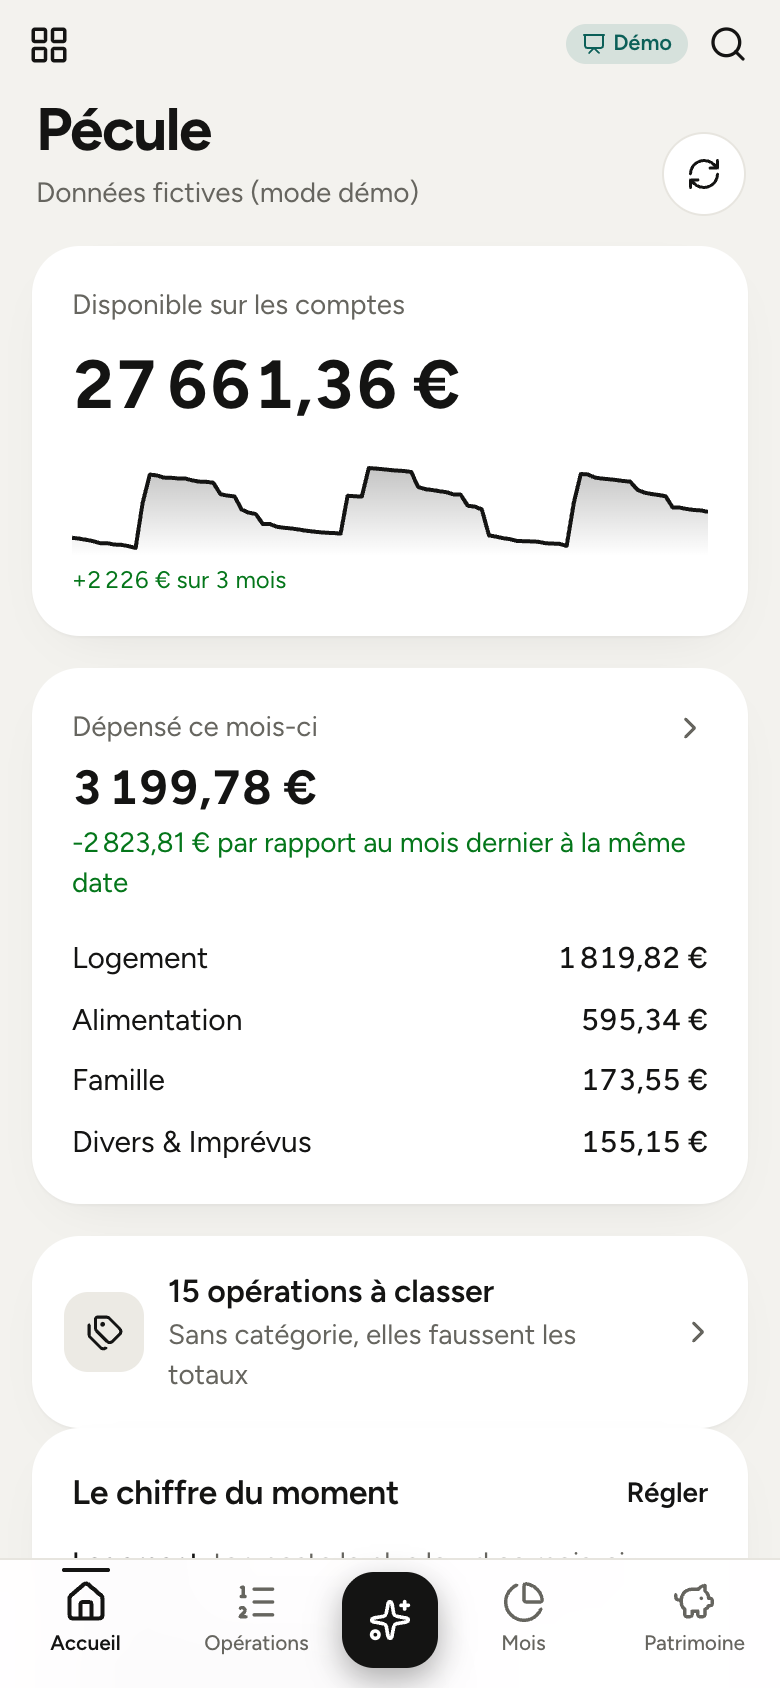 Démo
Pécule
Données fictives (mode démo)
Disponible sur les comptes
27 661,36 €
+2 226 € sur 3 mois
Dépensé ce mois-ci
3 199,78 €
-2 823,81 € par rapport au mois dernier à la même
date
Logement 1 819,82 €
Alimentation 595,34 €
Famille 173,55 €
Divers & Imprévus 155,15 €
15 opérations à classer
Sans catégorie, elles faussent les
totaux
Le chiffre du moment Régler
Accueil Opérations Mois Patrimoine